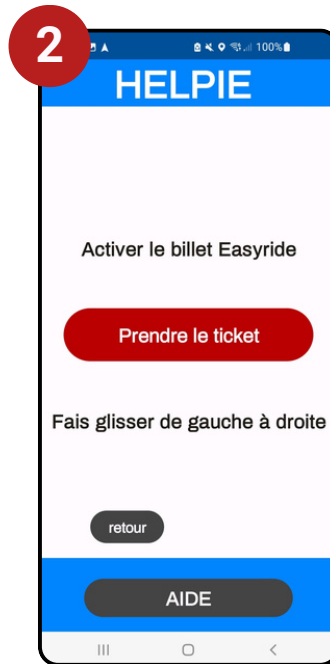 2
100%
HELPIE
Activer le billet Easyride
Prendre le ticket
Fais glisser de gauche à droite
retour
AIDE